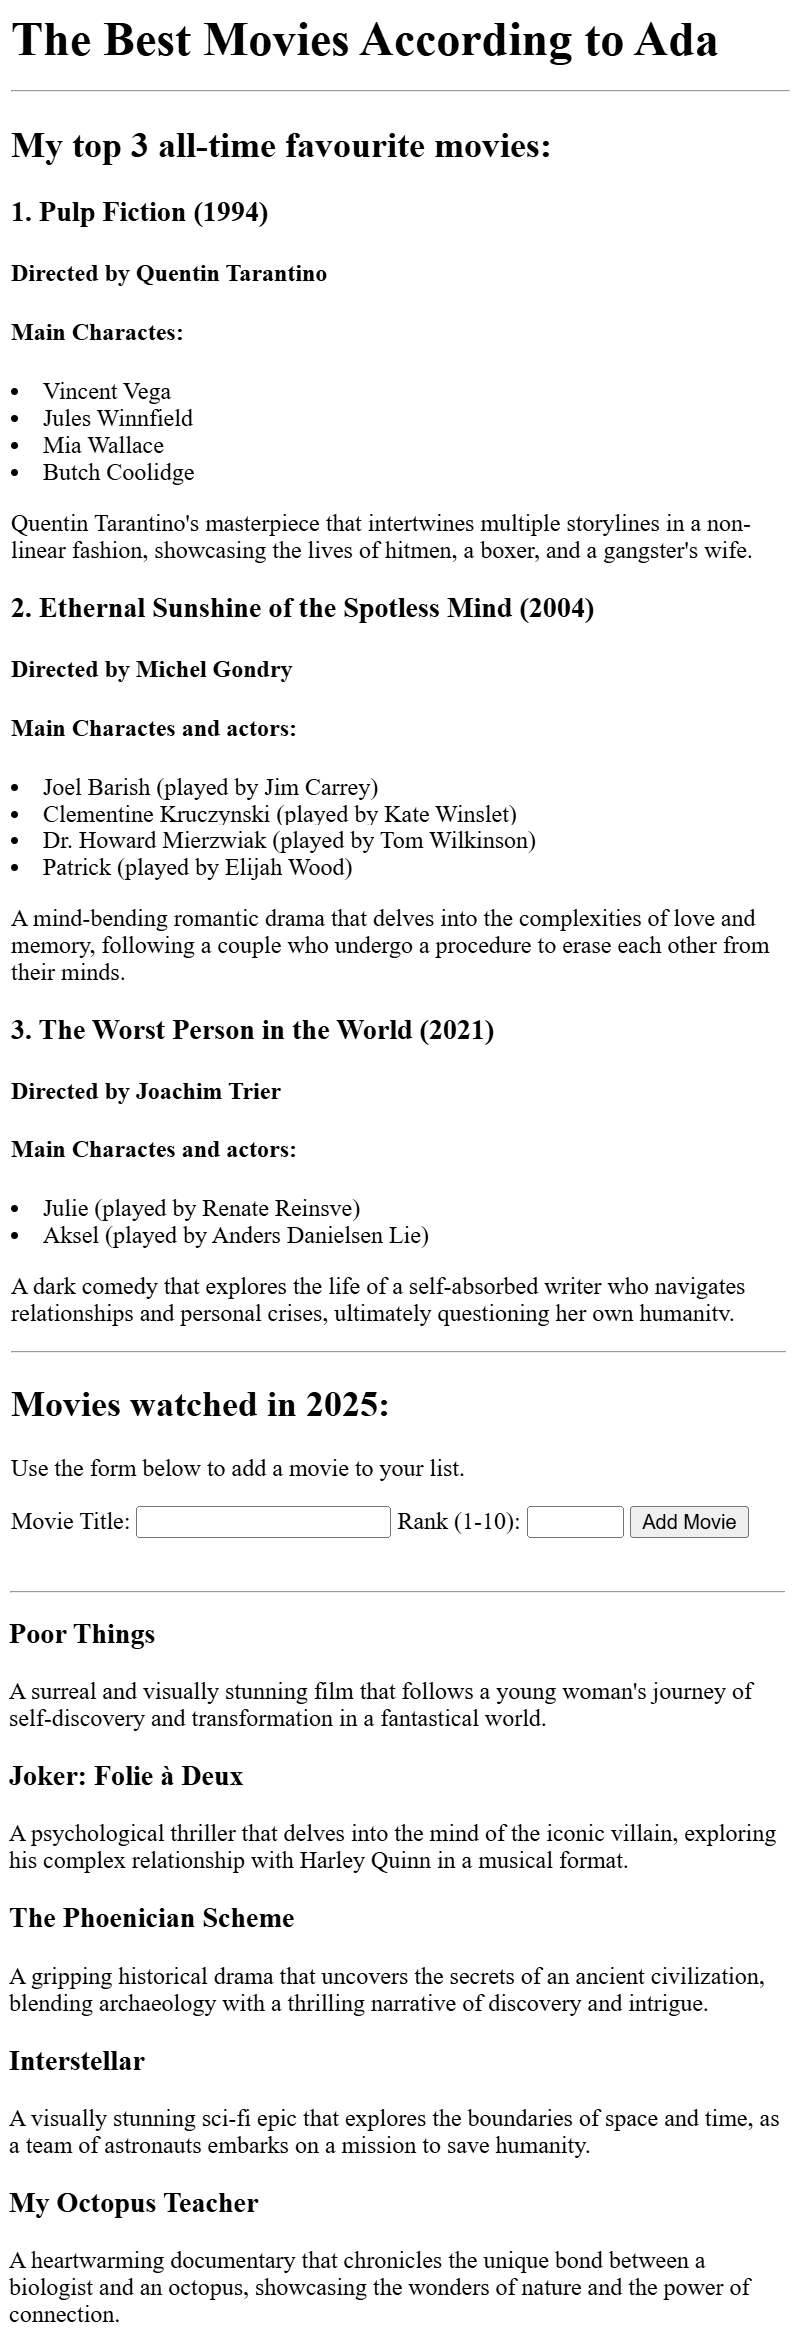 The Best Movies According to Ada
My top 3 all-time favourite movies:
1. Pulp Fiction (1994)
Directed by Quentin Tarantino
Main Charactes:
• Vincent Vega
• Jules Winnfield
• Mia Wallace
• Butch Coolidge
Quentin Tarantino's masterpiece that intertwines multiple storylines in a non-
linear fashion, showcasing the lives of hitmen, a boxer, and a gangster's wife.
2. Ethernal Sunshine of the Spotless Mind (2004)
Directed by Michel Gondry
Main Charactes and actors:
• Joel Barish (played by Jim Carrey)
• Clementine Kruczynski (played by Kate Winslet)
• Dr. Howard Mierzwiak (played by Tom Wilkinson)
• Patrick (played by Elijah Wood)
A mind-bending romantic drama that delves into the complexities of love and
memory, following a couple who undergo a procedure to erase each other from
their minds.
3. The Worst Person in the World (2021)
Directed by Joachim Trier
Main Charactes and actors:
• Julie (played by Renate Reinsve)
• Aksel (played by Anders Danielsen Lie)
A dark comedy that explores the life of a self-absorbed writer who navigates
relationships and personal crises, ultimately questioning her own humanity.
Movies watched in 2025:
Use the form below to add a movie to your list.
Movie Title: Rank (1-10): Add Movie
Poor Things
A surreal and visually stunning film that follows a young woman's journey of
self-discovery and transformation in a fantastical world.
Joker: Folie à Deux
A psychological thriller that delves into the mind of the iconic villain, exploring
his complex relationship with Harley Quinn in a musical format.
The Phoenician Scheme
A gripping historical drama that uncovers the secrets of an ancient civilization,
blending archaeology with a thrilling narrative of discovery and intrigue.
Interstellar
A visually stunning sci-fi epic that explores the boundaries of space and time, as
a team of astronauts embarks on a mission to save humanity.
My Octopus Teacher
A heartwarming documentary that chronicles the unique bond between a
biologist and an octopus, showcasing the wonders of nature and the power of
connection.